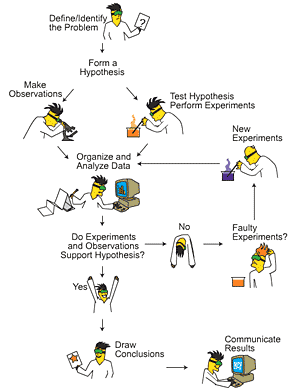 Define/Identify
the Problem
?
Form a
Hypothesis
Make
Observations
Test Hypothesis
Perform Experiments
New
Experiments
Organize and
Analyze Data
Do Experiments
and Observations
Support Hypothesis?
No
Faulty
Experiments?
Yes
Draw
Conclusions
Communicate
Results